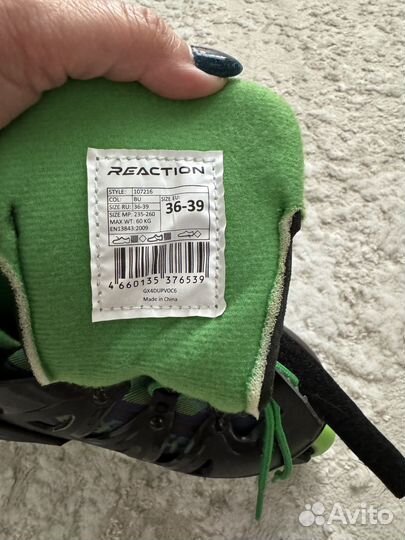 REACTION
STYLE: 107216
COL: BU
SIZE RU: 36-39
SIZE MP: 235-260
MAX WT: 60 KG
EN13843:2009
SIZE EU:
36-39
4 660135 376539
GX4DUPV0C6
Made in China
Avito